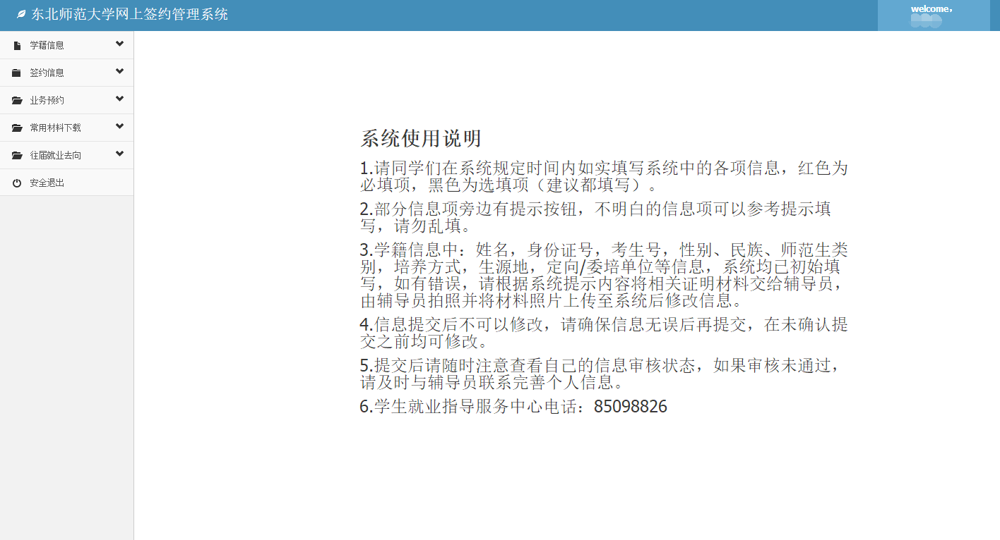 东北师范大学网上签约管理系统
welcome,
学籍信息
签约信息
业务预约
常用材料下载
往届就业去向
安全退出
系统使用说明
1.请同学们在系统规定时间内如实填写系统中的各项信息，红色为
必填项，黑色为选填项（建议都填写）。
2.部分信息项旁边有提示按钮，不明白的信息项可以参考提示填
写，请勿乱填。
3.学籍信息中：姓名，身份证号，考生号，性别、民族、师范生类
别，培养方式，生源地，定向/委培单位等信息，系统均已初始填
写，如有错误，请根据系统提示内容将相关证明材料交给辅导员，
由辅导员拍照并将材料照片上传至系统后修改信息。
4.信息提交后不可以修改，请确保信息无误后再提交，在未确认提
交之前均可修改。
5.提交后请随时注意查看自己的信息审核状态，如果审核未通过，
请及时与辅导员联系完善个人信息。
6.学生就业指导服务中心电话：85098826